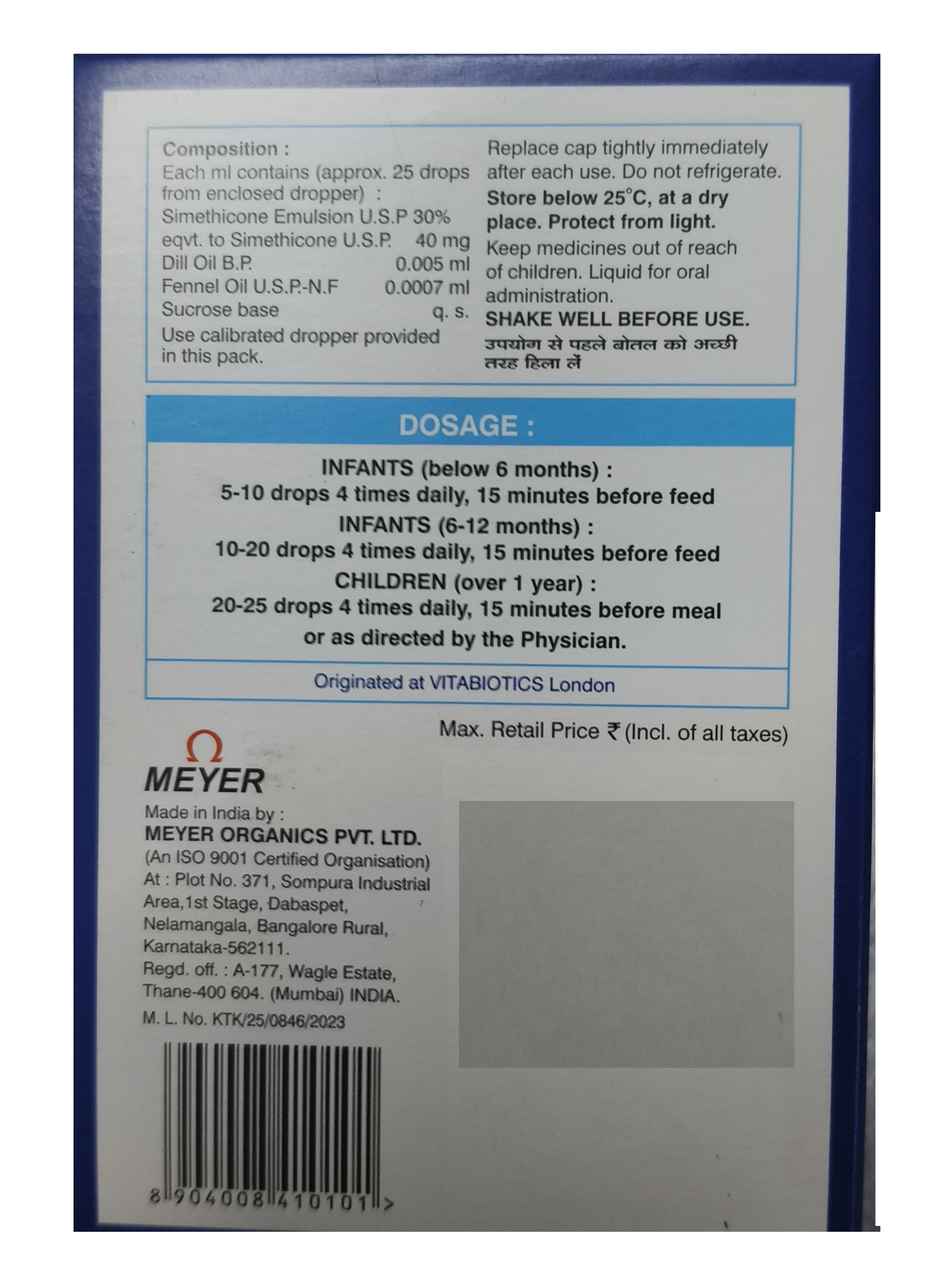 Composition :
Each ml contains (approx. 25 drops
from enclosed dropper) :
Simethicone Emulsion U.S.P 30%
eqvt. to Simethicone U.S.P. 40 mg
Dill Oil B.P. 0.005 ml
Fennel Oil U.S.P.-N.F 0.0007 ml
Sucrose base q. s.
Use calibrated dropper provided
in this pack.
Replace cap tightly immediately
after each use. Do not refrigerate.
Store below 25°C, at a dry
place. Protect from light.
Keep medicines out of reach
of children. Liquid for oral
administration.
SHAKE WELL BEFORE USE.
उपयोग से पहले बोतल को अच्छी
तरह हिला लें
DOSAGE :
INFANTS (below 6 months) :
5-10 drops 4 times daily, 15 minutes before feed
INFANTS (6-12 months) :
10-20 drops 4 times daily, 15 minutes before feed
CHILDREN (over 1 year) :
20-25 drops 4 times daily, 15 minutes before meal
or as directed by the Physician.
Originated at VITABIOTICS London
Max. Retail Price ₹ (Incl. of all taxes)
MEYER
Made in India by :
MEYER ORGANICS PVT. LTD.
(An ISO 9001 Certified Organisation)
At : Plot No. 371, Sompura Industrial
Area,1st Stage, Dabaspet,
Nelamangala, Bangalore Rural,
Karnataka-562111.
Regd. off. : A-177, Wagle Estate,
Thane-400 604. (Mumbai) INDIA.
M. L. No. KTK/25/0846/2023
8 904008 410101 >